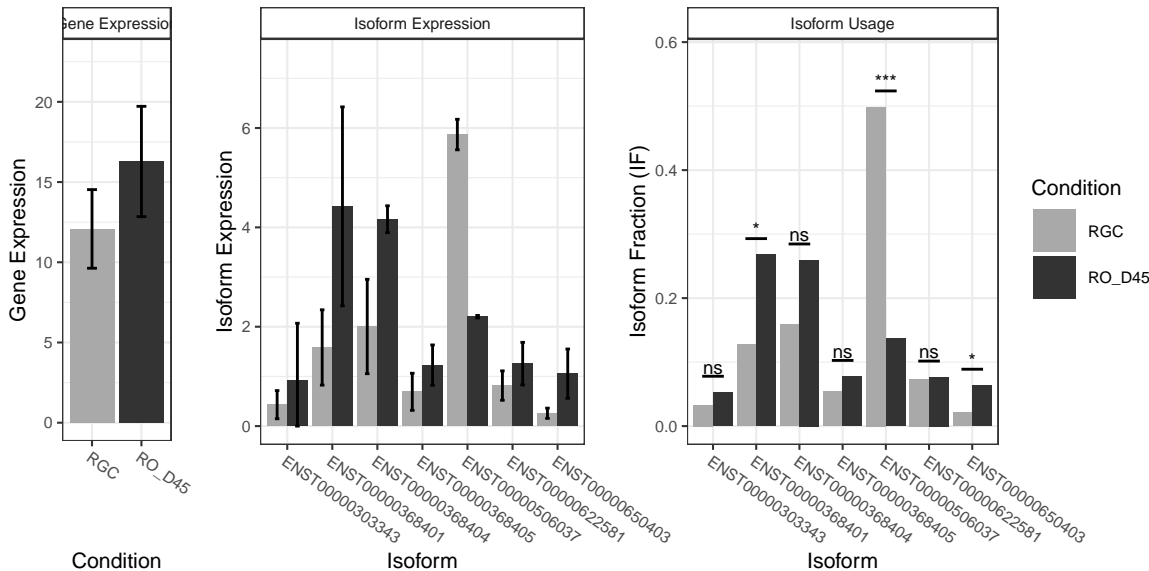 Gene Expression
Isoform Expression
Isoform Usage
Gene Expression
20
15
10
5
0
RGC
RO_D45
Condition
Isoform Expression
6
4
2
0
ENST00000303343
ENST00000368401
ENST00000368404
ENST00000368405
ENST00000506037
ENST00000622581
ENST00000650403
Isoform
Isoform Fraction (IF)
0.6
0.4
0.2
0.0
ns
*
ns
ns
***
ns
*
ENST00000303343
ENST00000368401
ENST00000368404
ENST00000368405
ENST00000506037
ENST00000622581
ENST00000650403
Isoform
Condition
RGC
RO_D45